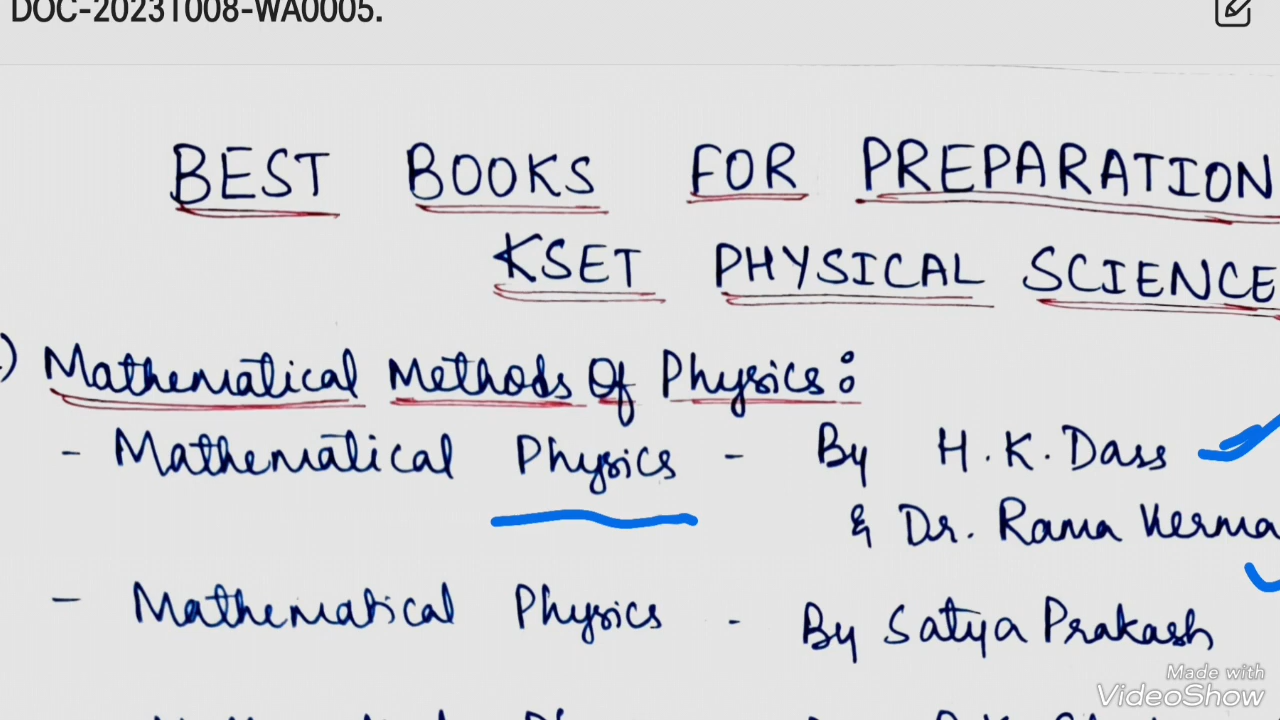 DOC-20231008-WA0005.
BEST BOOKS FOR PREPARATION
KSET PHYSICAL SCIENCE
) Mathematical Methods Of Physics:
- Mathematical Physics - By H.K. Dass
& Dr. Rama Verma
- Mathematical Physics - By Satya Prakash
Made with
VideoShow